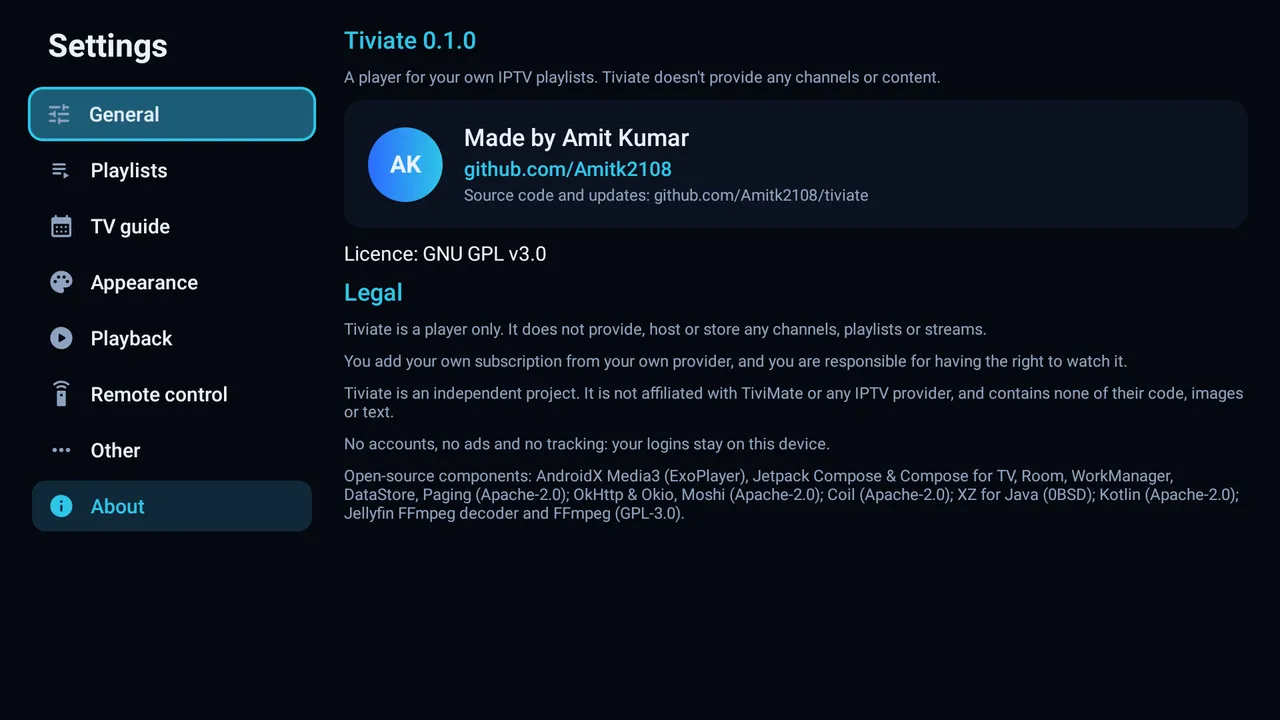 Settings
General
Playlists
TV guide
Appearance
Playback
Remote control
Other
About
Tiviate 0.1.0
A player for your own IPTV playlists. Tiviate doesn't provide any channels or content.
AK
Made by Amit Kumar
github.com/Amitk2108
Source code and updates: github.com/Amitk2108/tiviate
Licence: GNU GPL v3.0
Legal
Tiviate is a player only. It does not provide, host or store any channels, playlists or streams.
You add your own subscription from your own provider, and you are responsible for having the right to watch it.
Tiviate is an independent project. It is not affiliated with TiviMate or any IPTV provider, and contains none of their code, images
or text.
No accounts, no ads and no tracking: your logins stay on this device.
Open-source components: AndroidX Media3 (ExoPlayer), Jetpack Compose & Compose for TV, Room, WorkManager,
DataStore, Paging (Apache-2.0); OkHttp & Okio, Moshi (Apache-2.0); Coil (Apache-2.0); XZ for Java (0BSD); Kotlin (Apache-2.0);
Jellyfin FFmpeg decoder and FFmpeg (GPL-3.0).